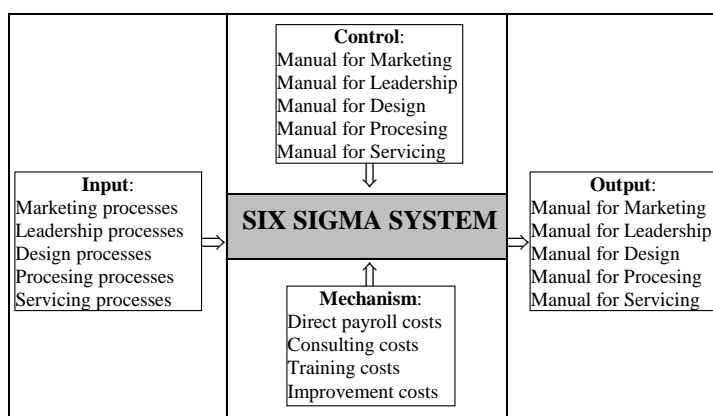 Control:
Manual for Marketing
Manual for Leadership
Manual for Design
Manual for Procesing
Manual for Servicing
Input:
Marketing processes
Leadership processes
Design processes
Procesing processes
Servicing processes
SIX SIGMA SYSTEM
Output:
Manual for Marketing
Manual for Leadership
Manual for Design
Manual for Procesing
Manual for Servicing
Mechanism:
Direct payroll costs
Consulting costs
Training costs
Improvement costs